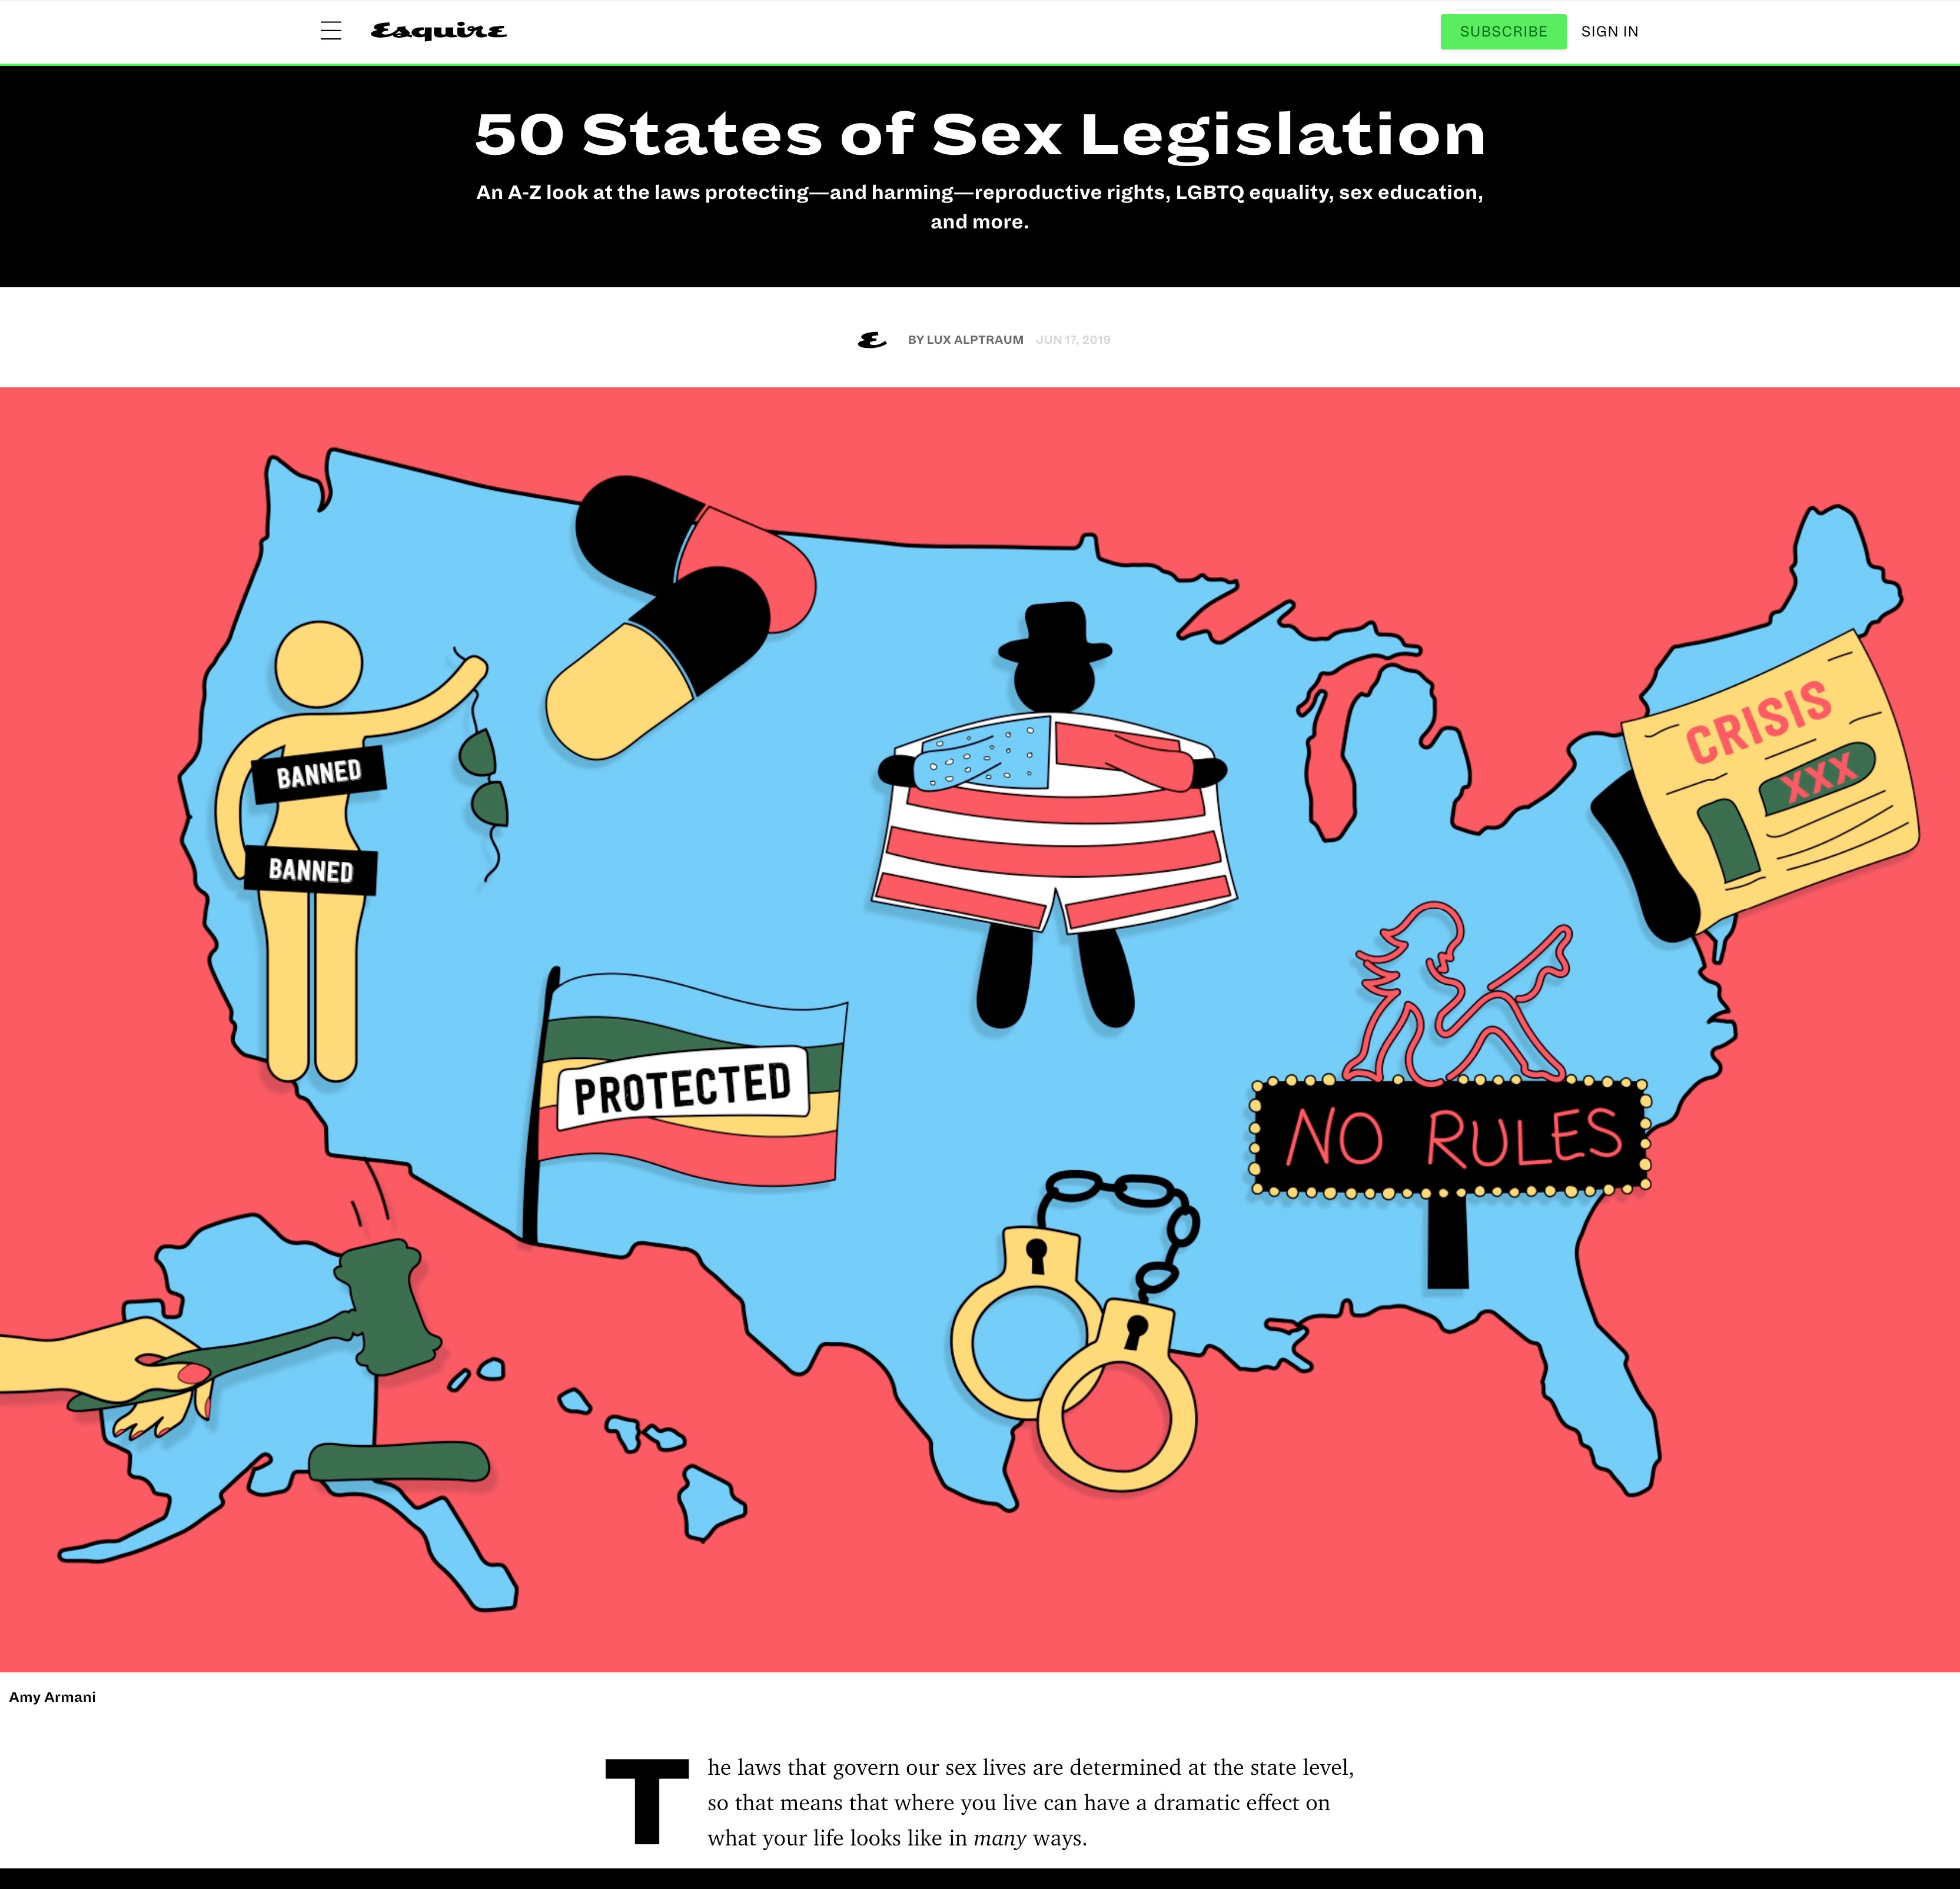 Esquire
SUBSCRIBE
SIGN IN
50 States of Sex Legislation
An A-Z look at the laws protecting—and harming—reproductive rights, LGBTQ equality, sex education,
and more.
E
BY LUX ALPTRAUM JUN 17, 2019
CRISIS
XXX
BANNED
BANNED
PROTECTED
NO RULES
Amy Armani
The laws that govern our sex lives are determined at the state level,
so that means that where you live can have a dramatic effect on
what your life looks like in many ways.